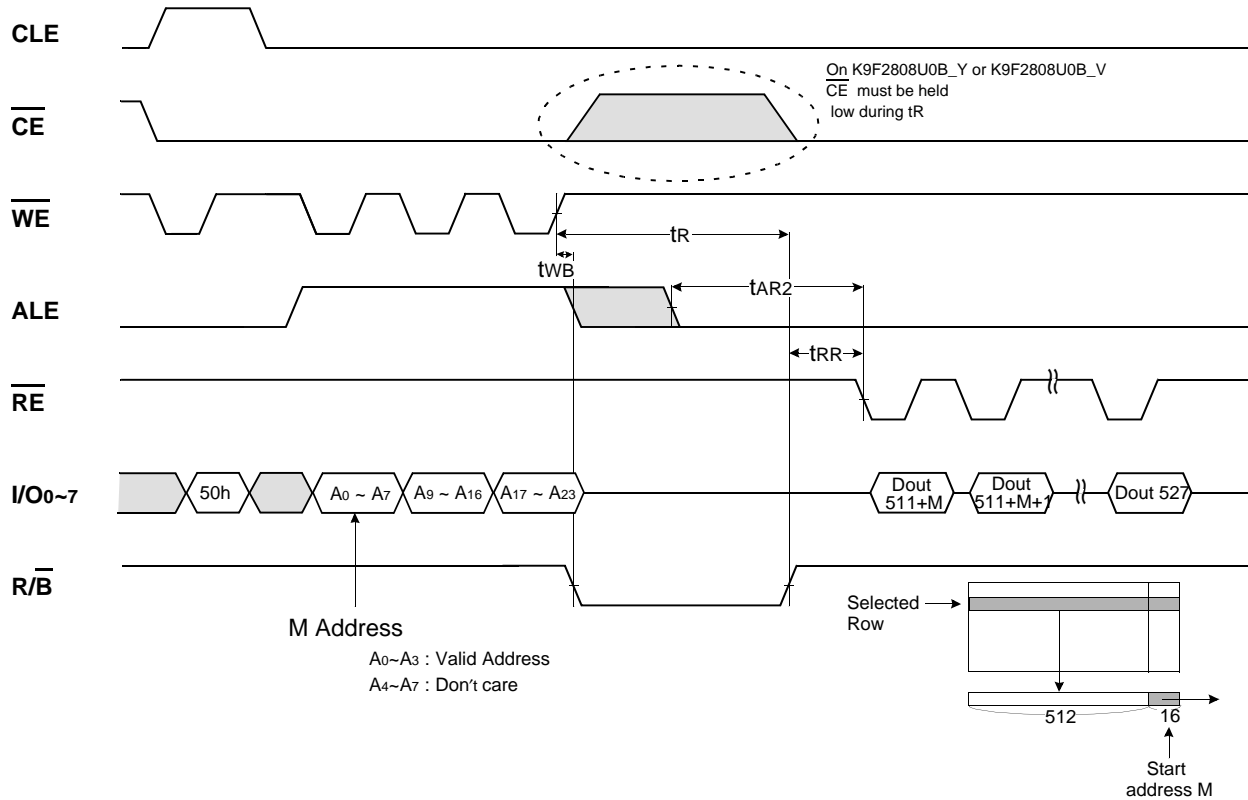 CLE
On K9F2808U0B_Y or K9F2808U0B_V
CE must be held
low during tR
CE
WE
tR
tWB
tAR2
ALE
tRR
RE
I/O0~7
50h
A0 ~ A7
A9 ~ A16
A17 ~ A23
Dout
511+M
Dout
511+M+1
Dout 527
R/B
M Address
A0~A3 : Valid Address
A4~A7 : Don't care
Selected
Row
512
16
Start
address M